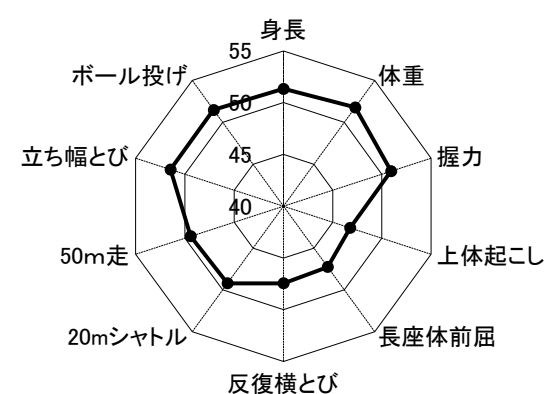 身長
55
ボール投げ
体重
50
立ち幅とび
45
握力
40
50m走
上体起こし
20mシャトル
長座体前屈
反復横とび